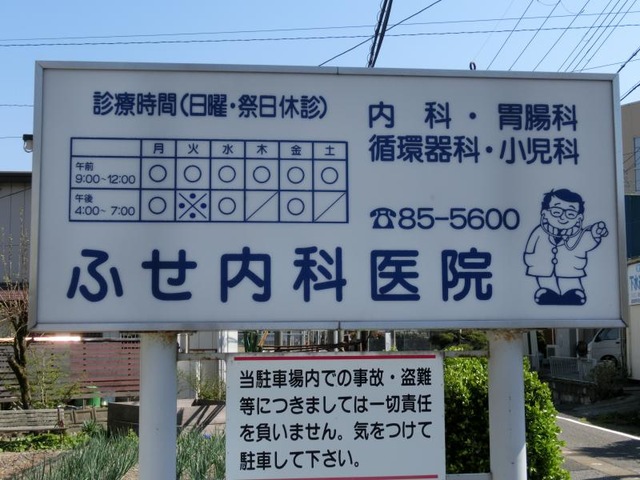 診療時間(日曜・祭日休診)
月 火 水 木 金 土
午前 9:00~12:00 ○ ○ ○ ○ ○ ○
午後 4:00~ 7:00 ○ ※ ○ ／ ○ ／
内科・胃腸科
循環器科・小児科
☎85-5600
ふせ内科医院
当駐車場内での事故・盗難
等につきましては一切責任
を負いません。気をつけて
駐車して下さい。